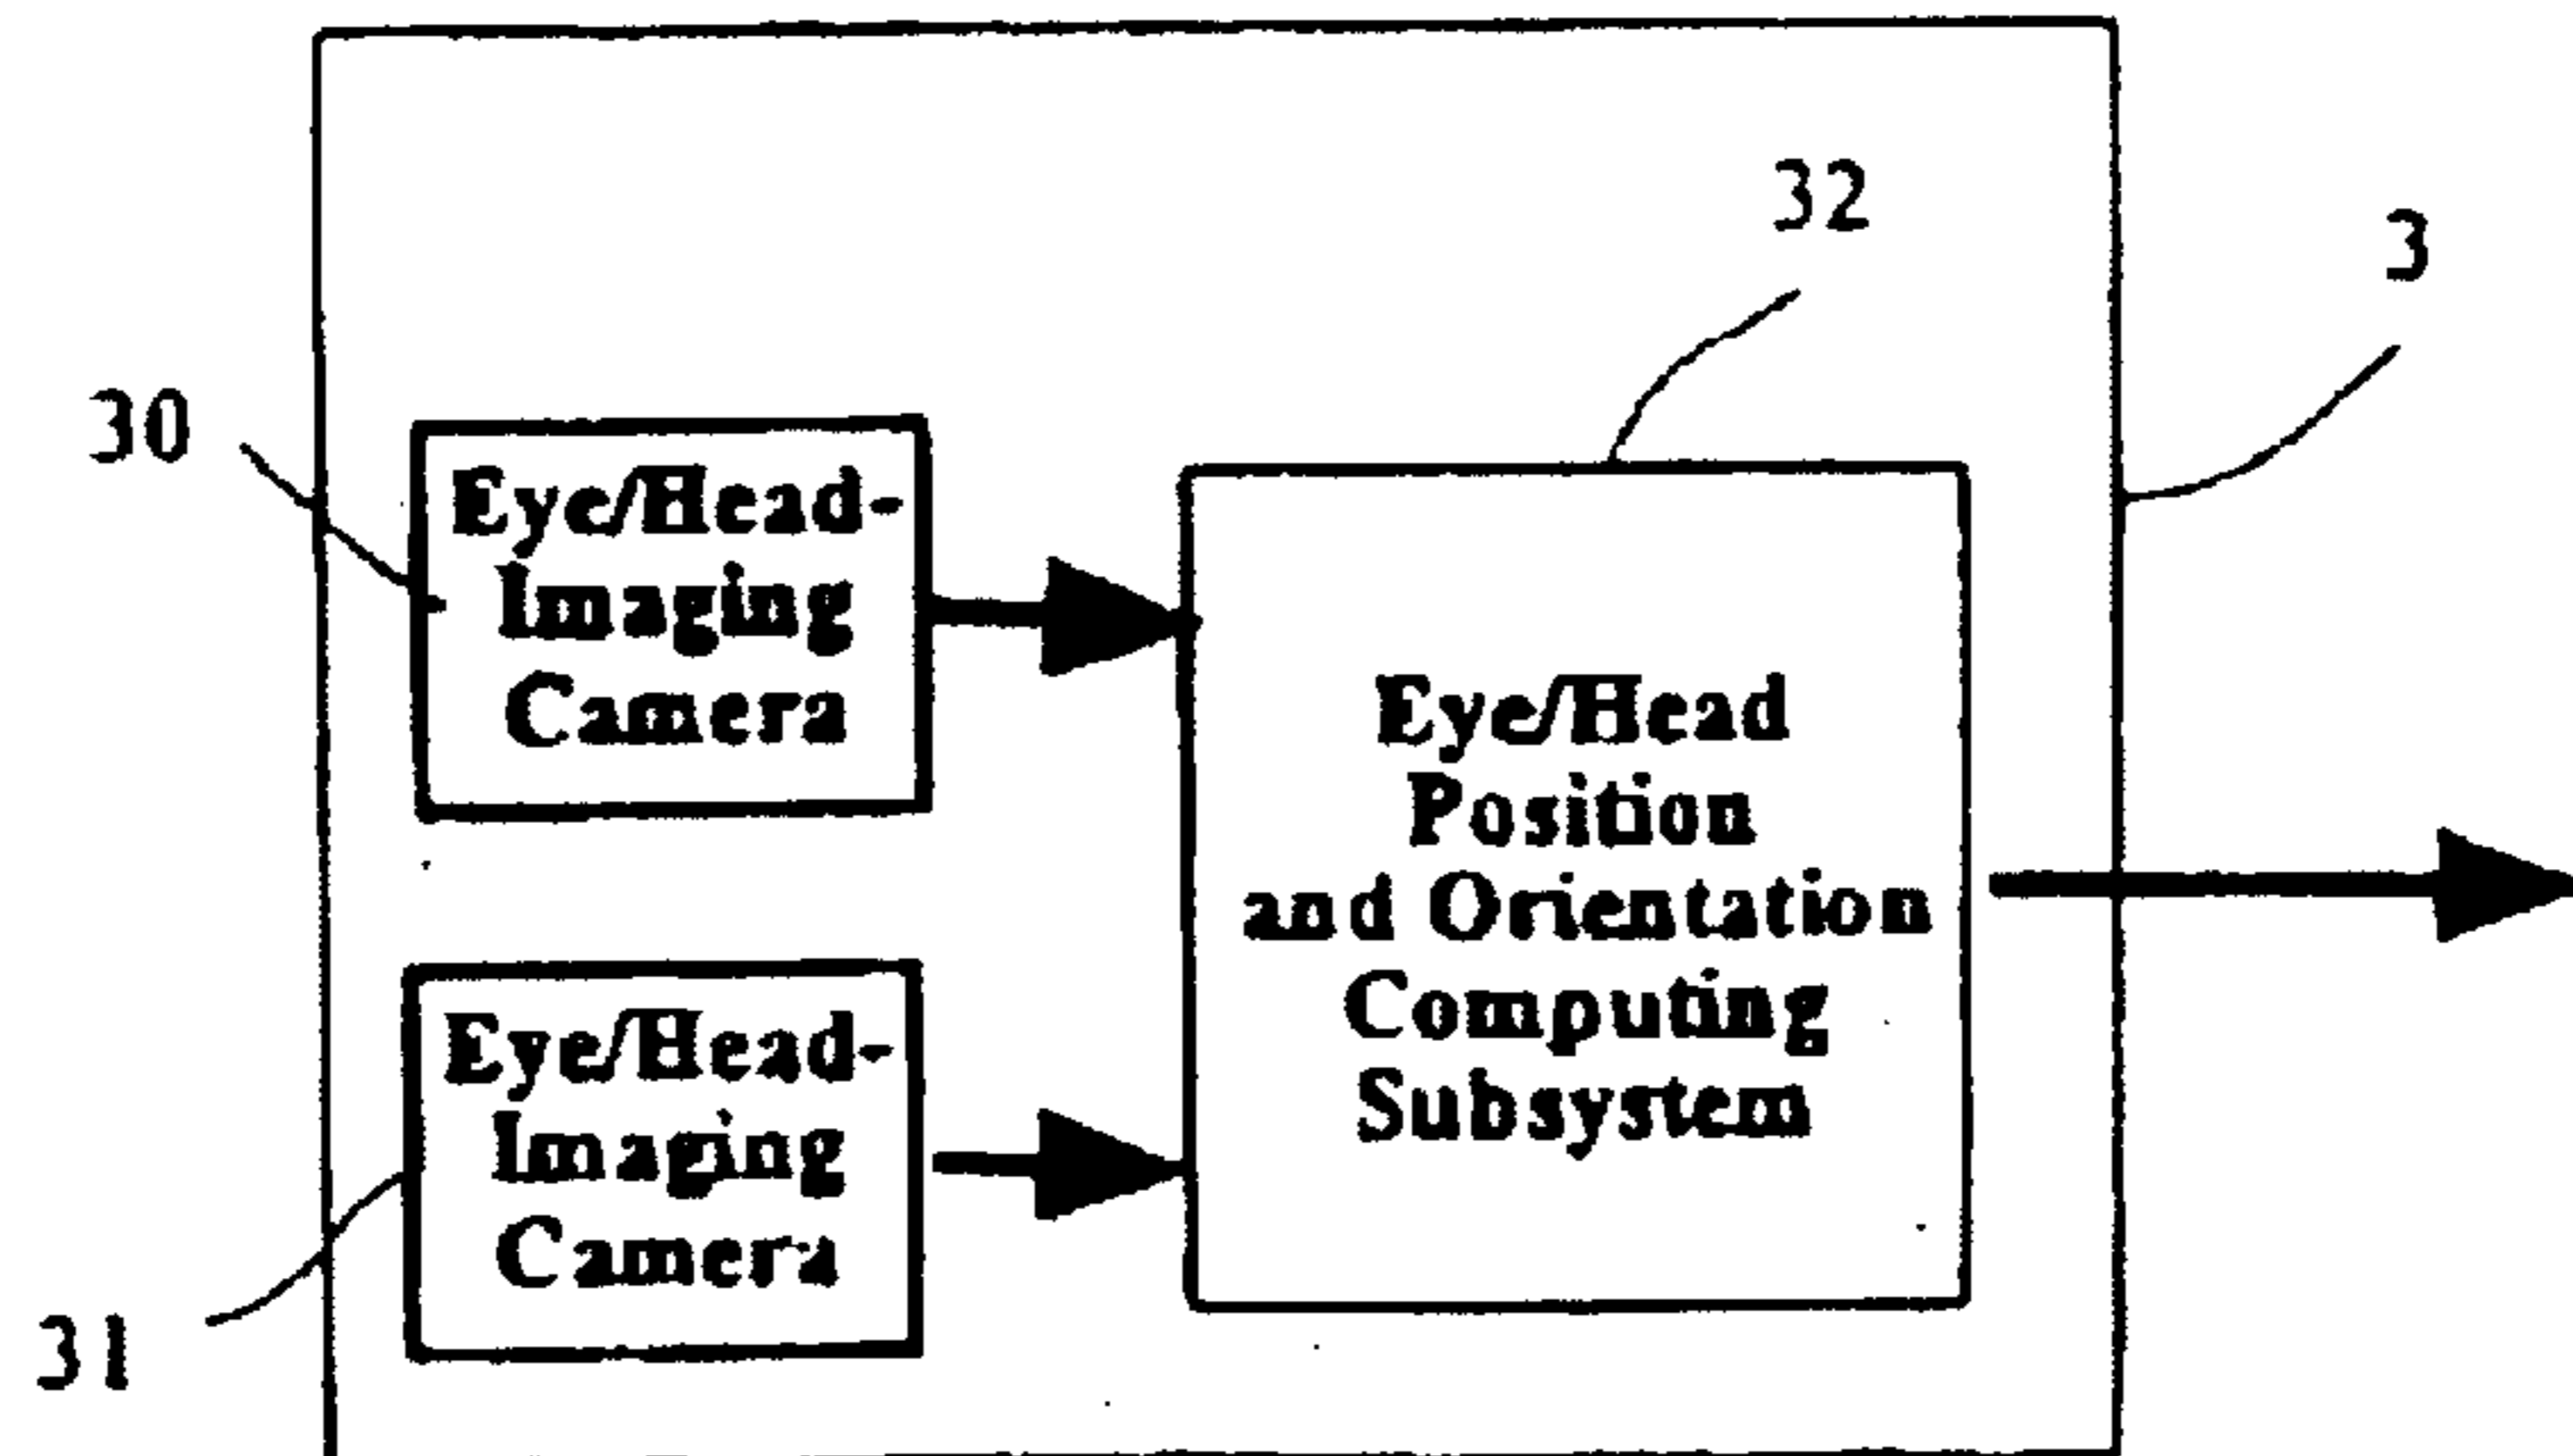 32
3
30
Eye/Head-
Imaging
Camera
Eye/Head
Position
and Orientation
Computing
Subsystem
Eye/Head-
Imaging
Camera
31